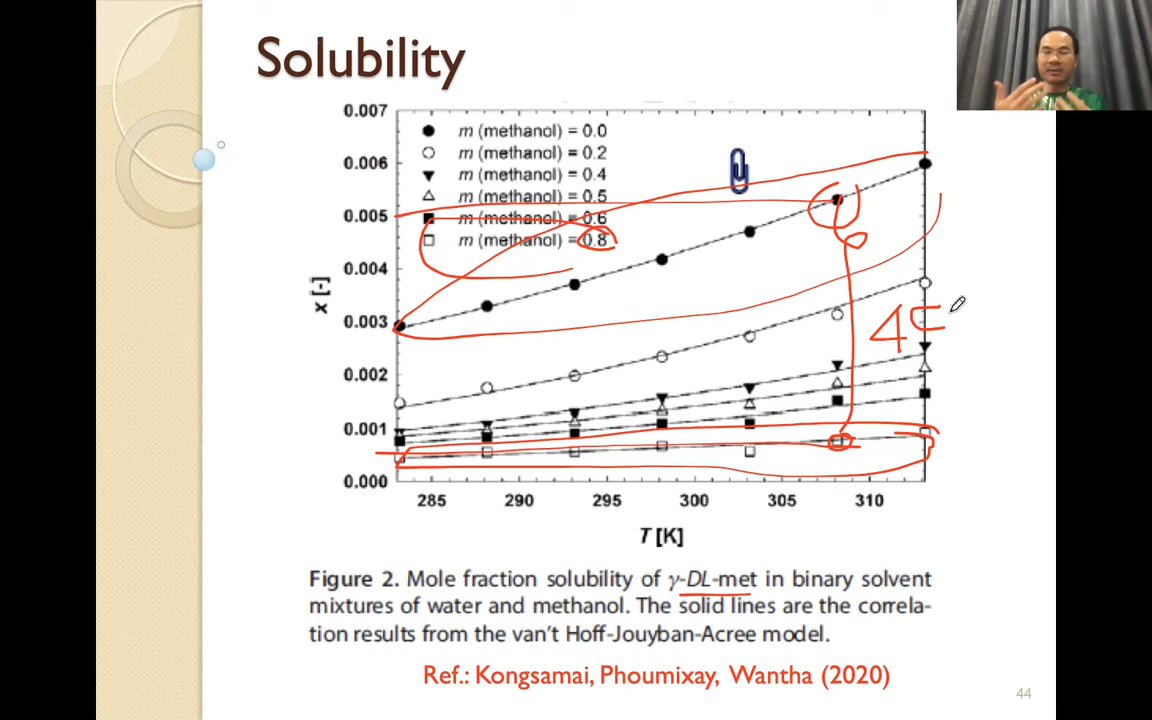 Solubility
0.007
0.006
0.005
0.004
0.003
0.002
0.001
0.000
x [-]
m (methanol) = 0.0
m (methanol) = 0.2
m (methanol) = 0.4
m (methanol) = 0.5
m (methanol) = 0.6
m (methanol) = 0.8
285 290 295 300 305 310
T [K]
Figure 2. Mole fraction solubility of γ-DL-met in binary solvent
mixtures of water and methanol. The solid lines are the correla-
tion results from the van't Hoff-Jouyban-Acree model.
Ref.: Kongsamai, Phoumixay, Wantha (2020)
44